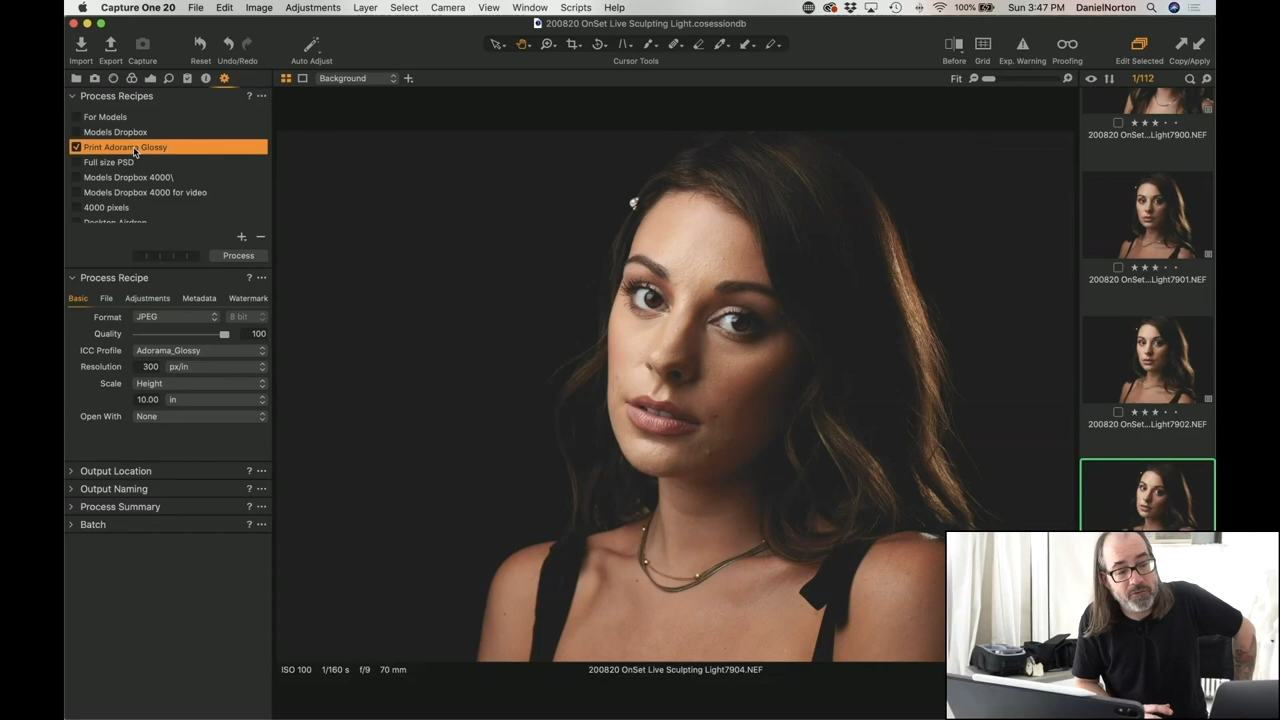 Capture One 20 File Edit Image Adjustments Layer Select Camera View Window Scripts Help 100% Sun 3:47 PM DanielNorton
200820 OnSet Live Sculpting Light.cosessiondb
Import Export Capture Reset Undo/Redo Auto Adjust Cursor Tools Before Grid Exp. Warning Proofing Edit Selected Copy/Apply
Background Fit 1/112
Process Recipes ? ...
For Models
Models Dropbox
Print Adorama Glossy
Full size PSD
Models Dropbox 4000\
Models Dropbox 4000 for video
4000 pixels
Desktop Airdrop
+ −
Process
Process Recipe ? ...
Basic File Adjustments Metadata Watermark
Format JPEG 8 bit
Quality 100
ICC Profile Adorama_Glossy
Resolution 300 px/in
Scale Height
10.00 in
Open With None
Output Location ? ...
Output Naming ? ...
Process Summary ? ...
Batch ? ...
ISO 100 1/160 s f/9 70 mm
200820 OnSet Live Sculpting Light7904.NEF
200820 OnSet...Light7900.NEF
200820 OnSet...Light7901.NEF
200820 OnSet...Light7902.NEF